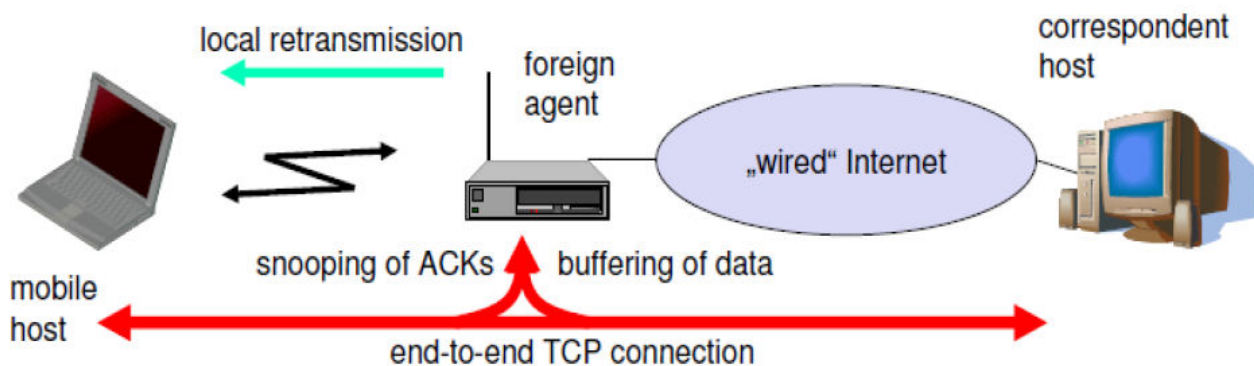 local retransmission
foreign
agent
correspondent
host
„wired“ Internet
snooping of ACKs
buffering of data
mobile
host
end-to-end TCP connection